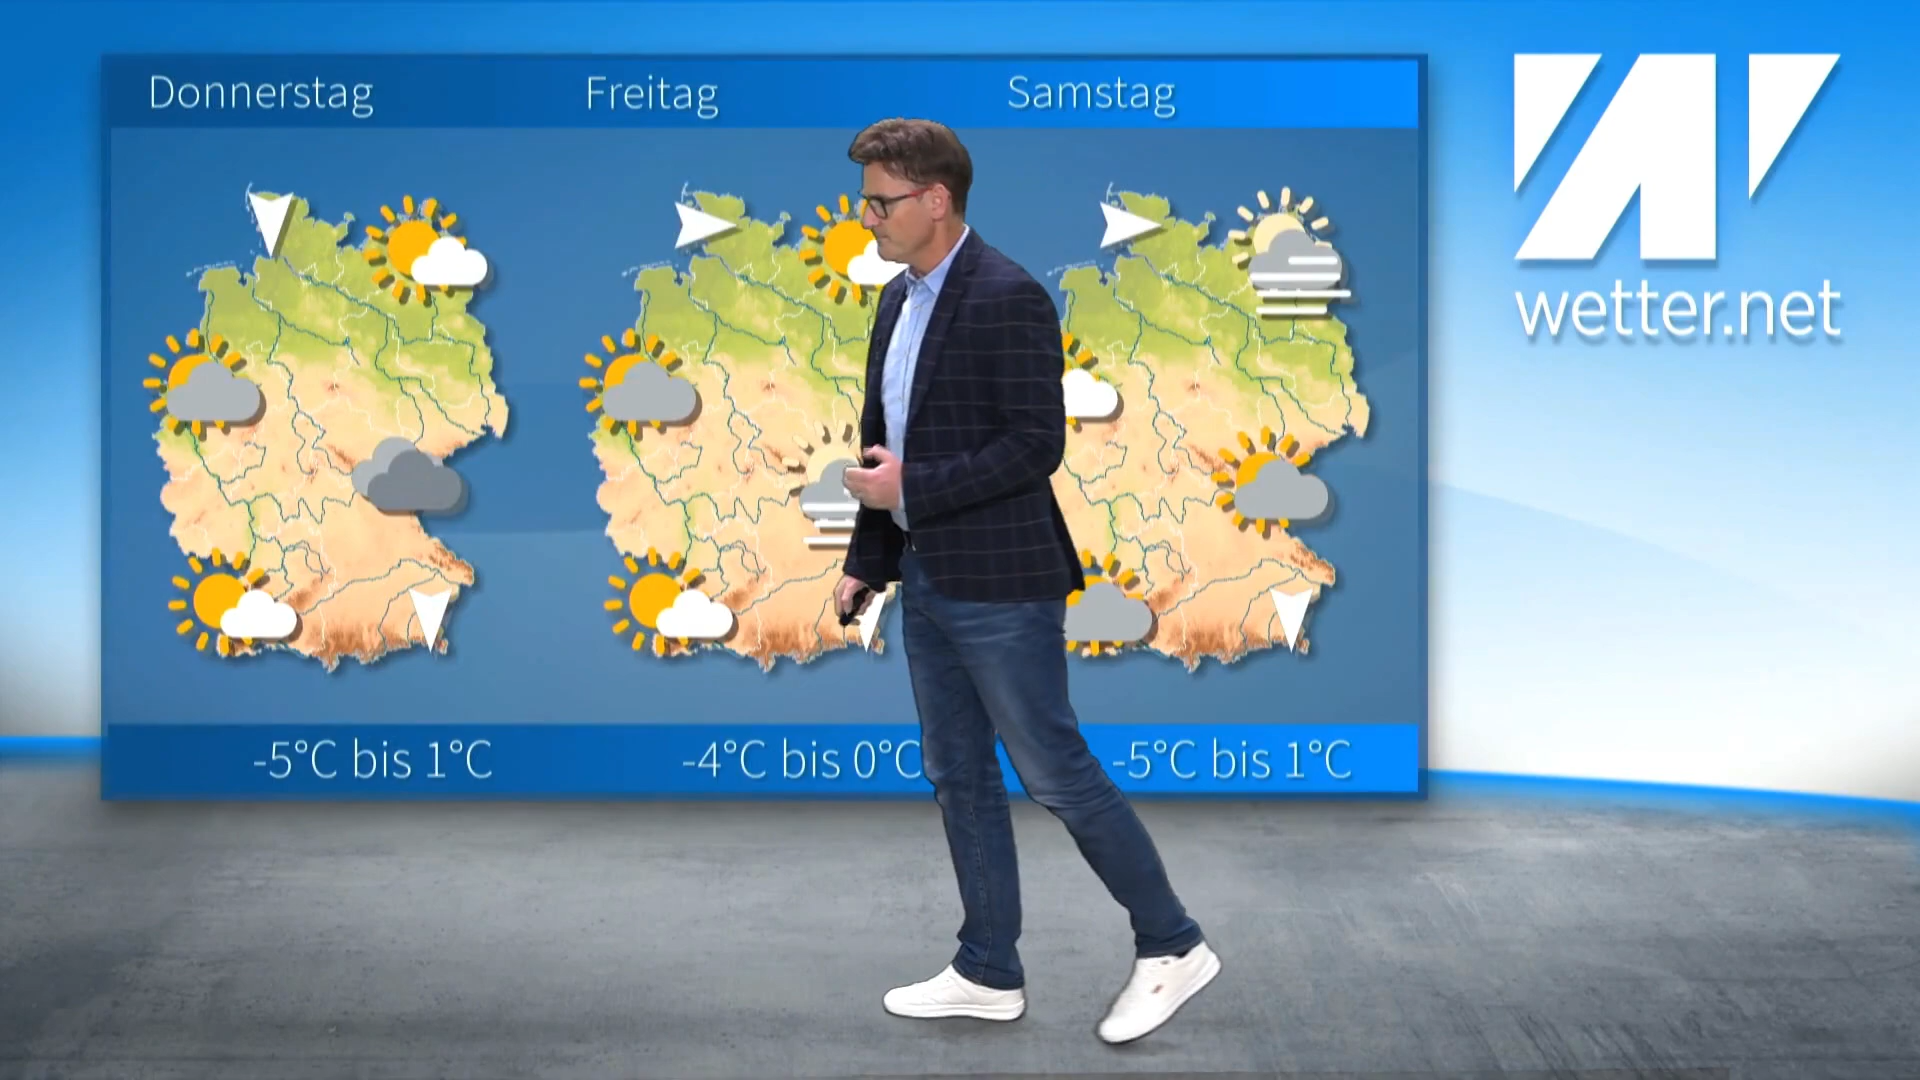 Donnerstag
Freitag
Samstag
wetter.net
-5°C bis 1°C
-4°C bis 0°C
-5°C bis 1°C